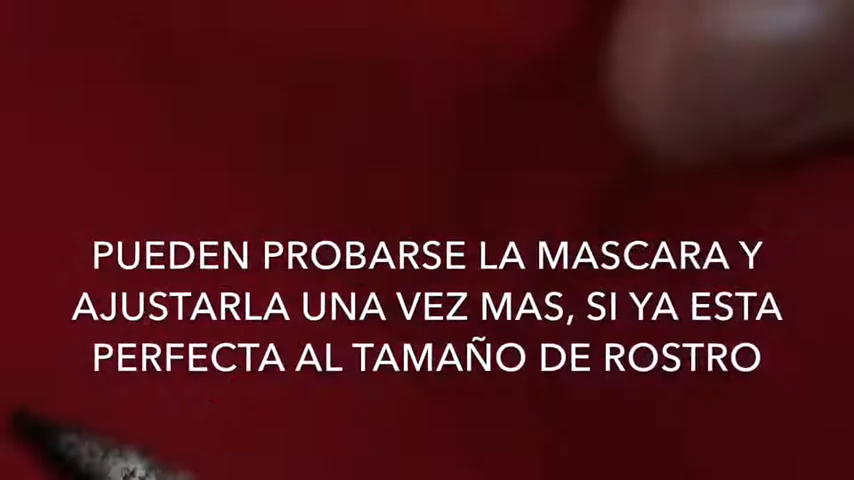 PUEDEN PROBARSE LA MASCARA Y
AJUSTARLA UNA VEZ MAS, SI YA ESTA
PERFECTA AL TAMAÑO DE ROSTRO